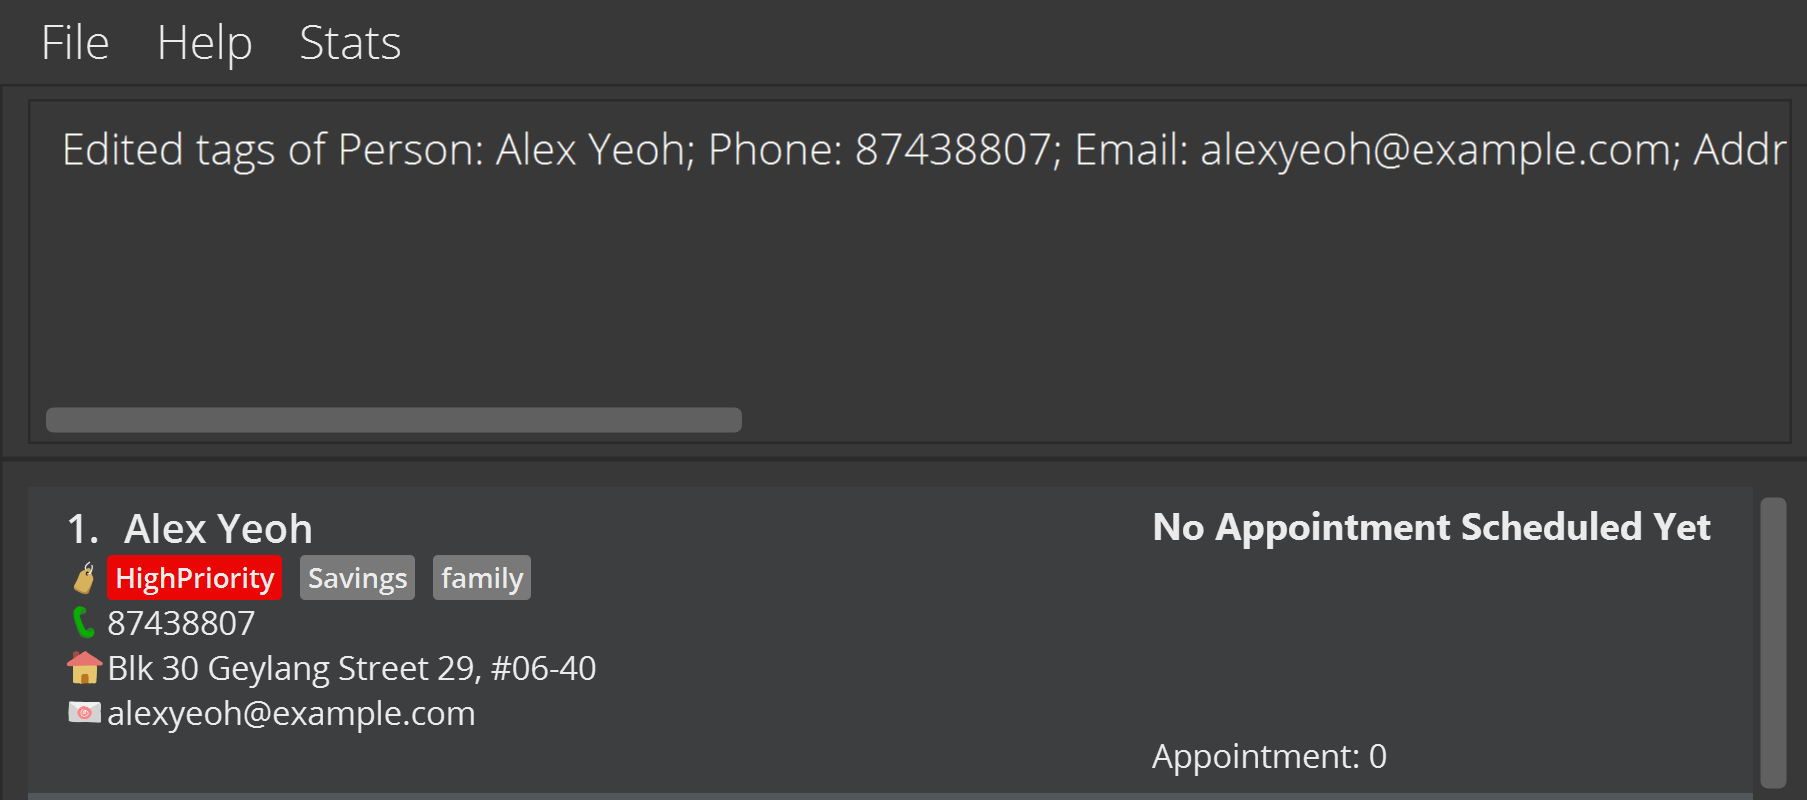 File Help Stats
Edited tags of Person: Alex Yeoh; Phone: 87438807; Email: alexyeoh@example.com; Addr
1. Alex Yeoh
No Appointment Scheduled Yet
HighPriority Savings family
87438807
Blk 30 Geylang Street 29, #06-40
alexyeoh@example.com
Appointment: 0